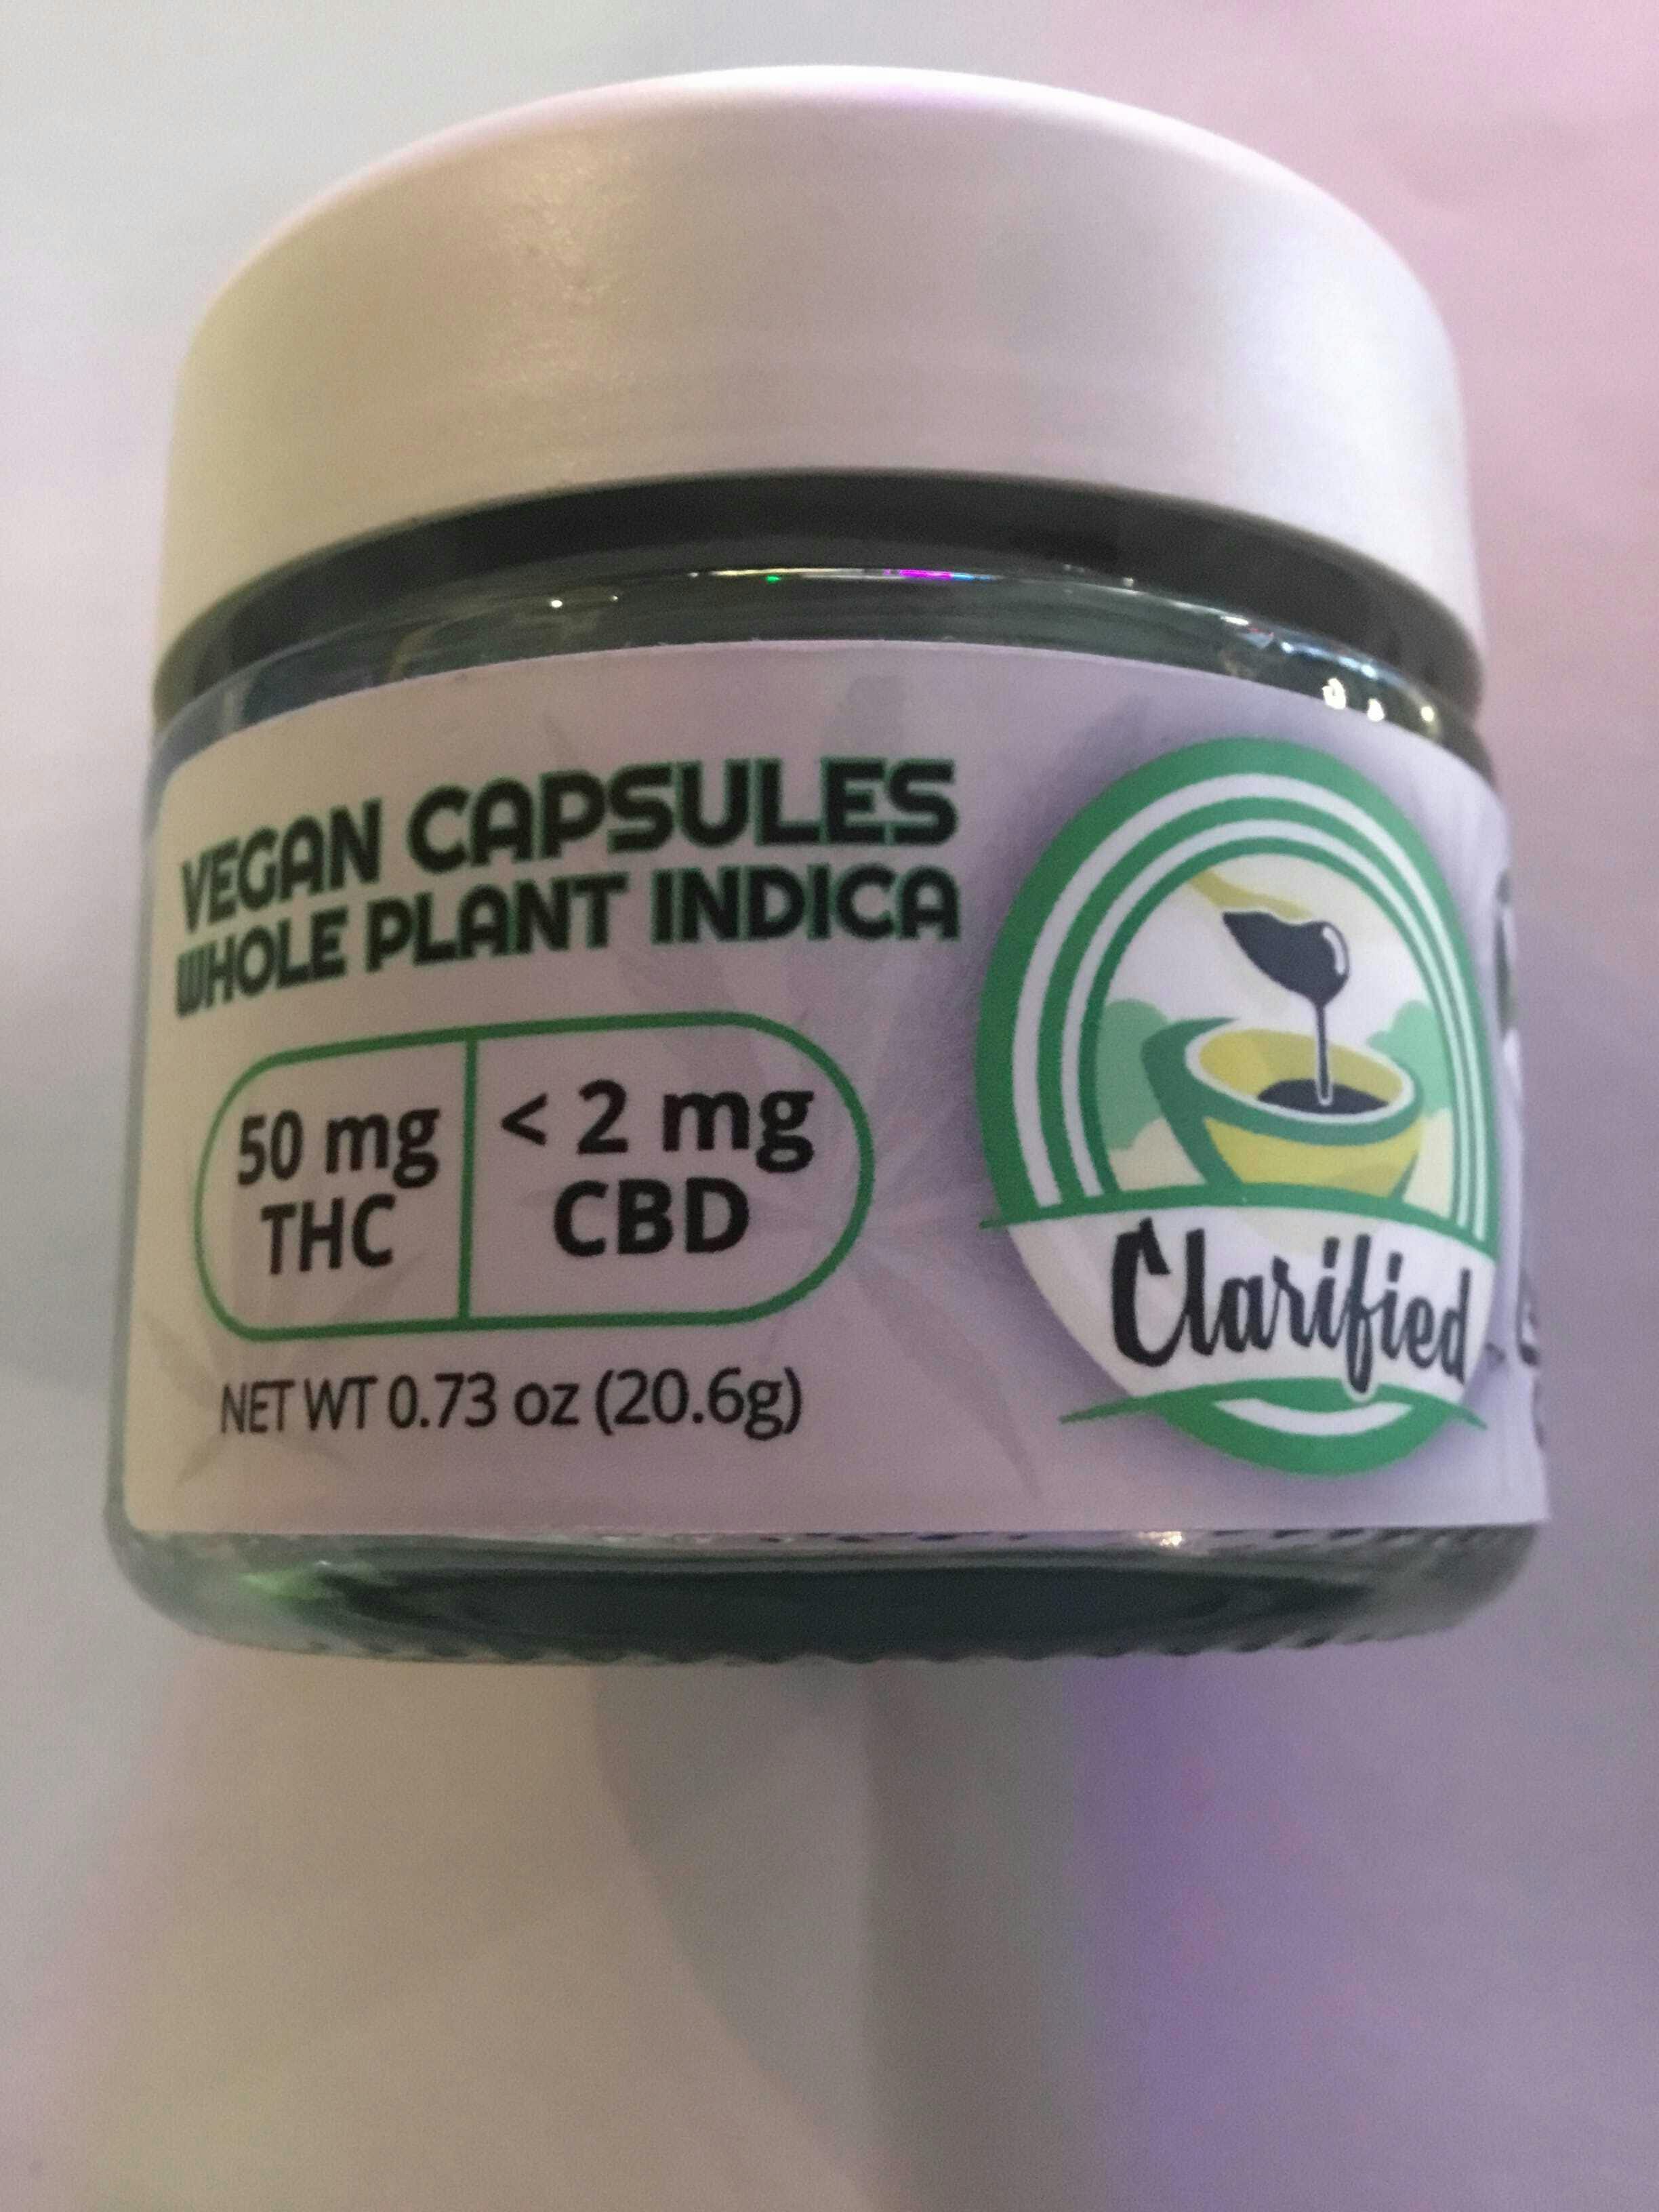 VEGAN CAPSULES
WHOLE PLANT INDICA
50 mg
THC
< 2 mg
CBD
NET WT 0.73 oz (20.6g)
Clarified